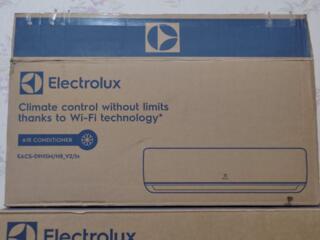 Electrolux
Climate control without limits
thanks to Wi-Fi technology*
AIR CONDITIONER
Electrolux